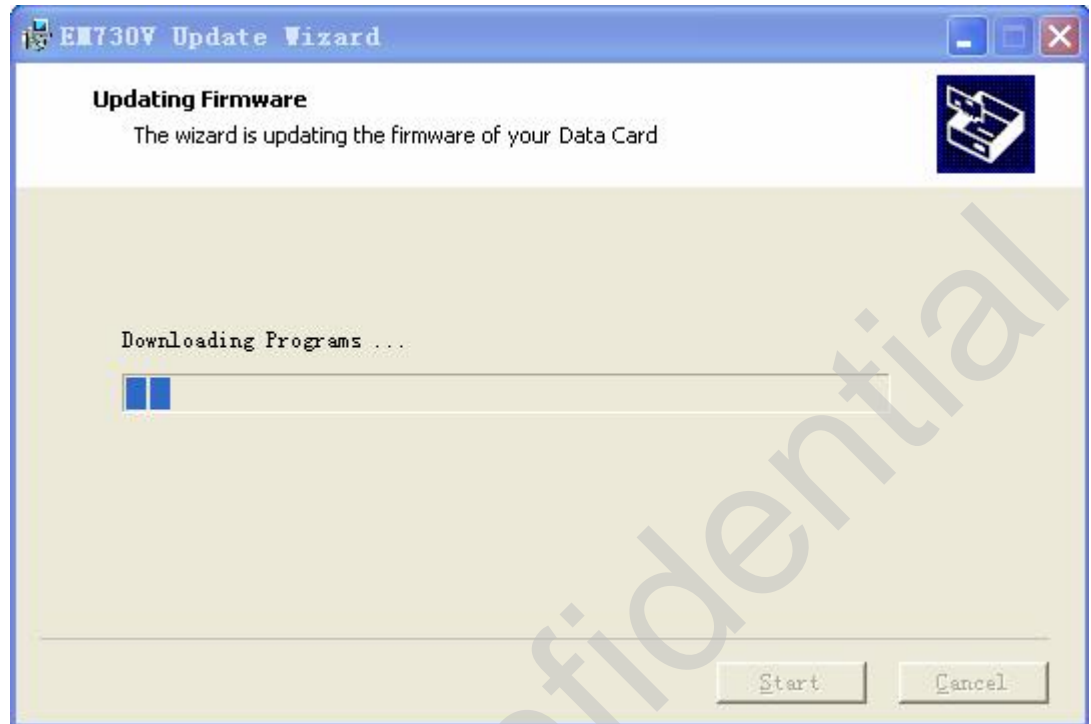 EM730V Update Wizard
Updating Firmware
The wizard is updating the firmware of your Data Card
Downloading Programs ...
Start
Cancel
fidential